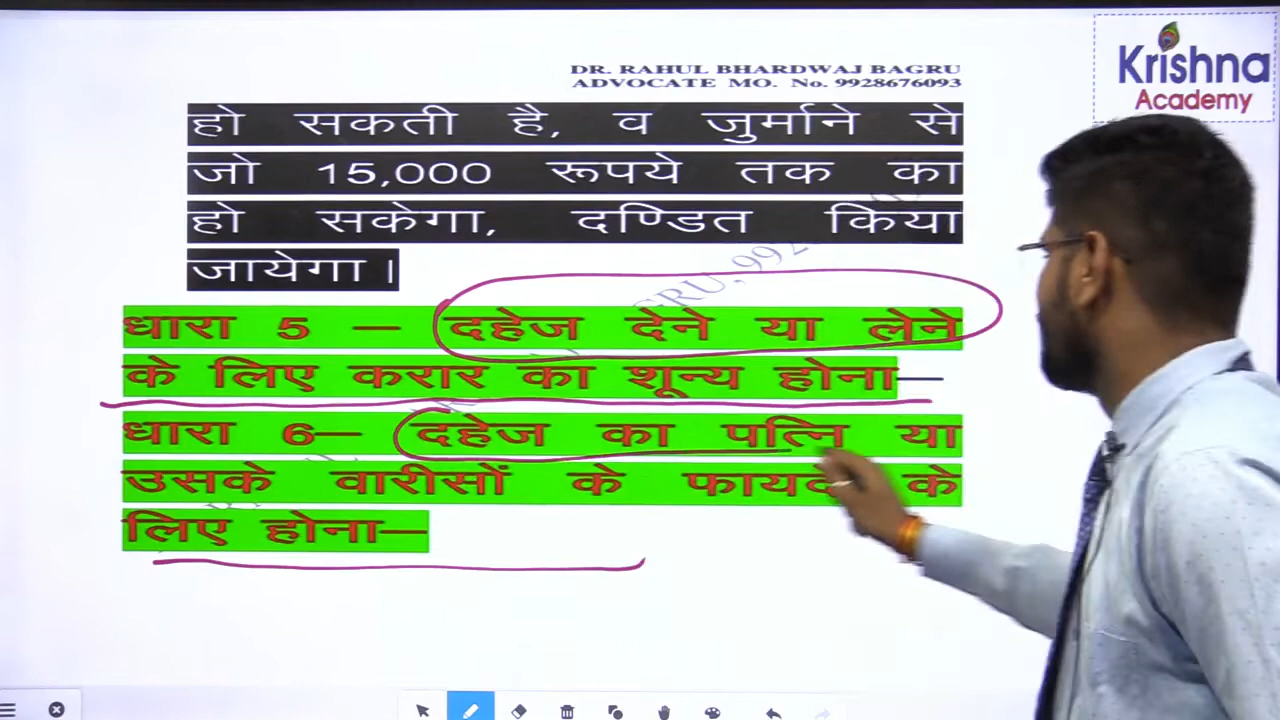 Krishna
Academy
DR. RAHUL BHARDWAJ BAGRU
ADVOCATE MO. No. 9928676093
हो सकती है, व जुर्माने से
जो 15,000 रूपये तक का
हो सकेगा, दण्डित किया
जायेगा।
धारा 5 – दहेज देने या लेने
के लिए करार का शून्य होना–
धारा 6– दहेज का पत्नि या
उसके वारीसों के फायदे के
लिए होना–